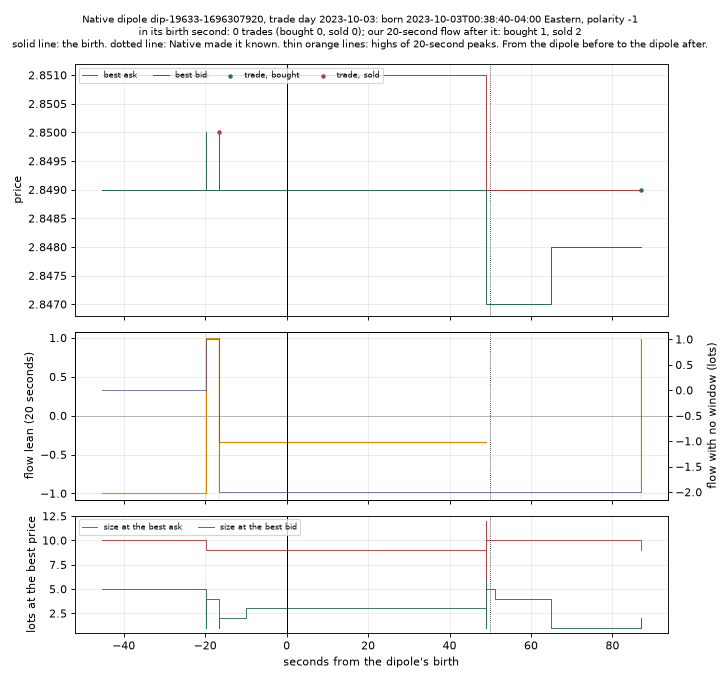 Native dipole dip-19633-1696307920, trade day 2023-10-03: born 2023-10-03T00:38:40-04:00 Eastern, polarity -1
in its birth second: 0 trades (bought 0, sold 0); our 20-second flow after it: bought 1, sold 2
solid line: the birth. dotted line: Native made it known. thin orange lines: highs of 20-second peaks. From the dipole before to the dipole after.
best ask
best bid
trade, bought
trade, sold
2.8510
2.8505
2.8500
2.8495
2.8490
2.8485
2.8480
2.8475
2.8470
price
1.0
0.5
0.0
−0.5
−1.0
flow lean (20 seconds)
1.0
0.5
0.0
−0.5
−1.0
−1.5
−2.0
flow with no window (lots)
size at the best ask
size at the best bid
12.5
10.0
7.5
5.0
2.5
lots at the best price
−40
−20
0
20
40
60
80
seconds from the dipole's birth